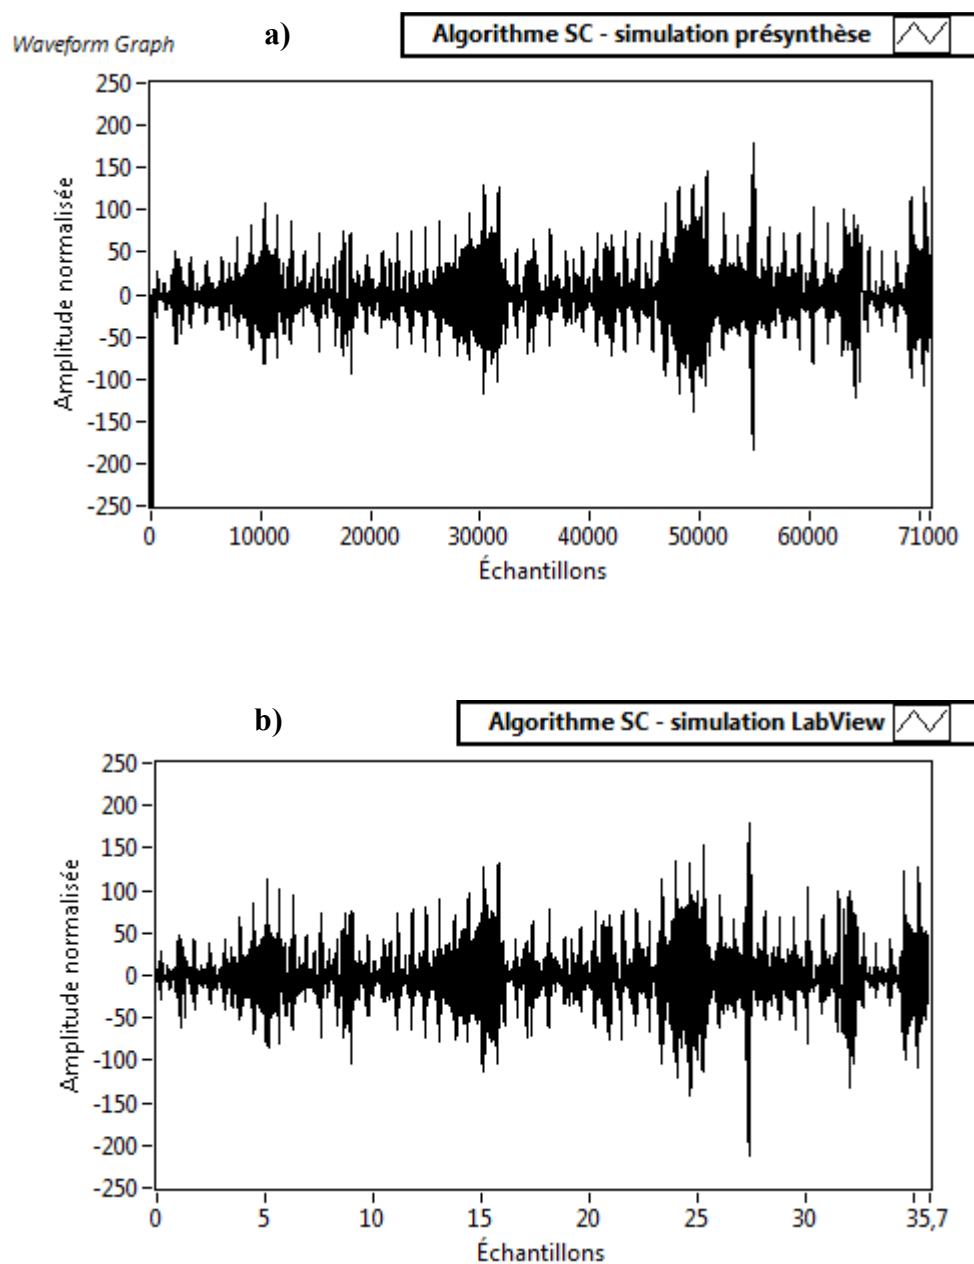 Waveform Graph
a)
Algorithme SC - simulation présynthèse
Amplitude normalisée
250
200
150
100
50
0
-50
-100
-150
-200
-250
0 10000 20000 30000 40000 50000 60000 71000
Échantillons
b)
Algorithme SC - simulation LabView
Amplitude normalisée
250
200
150
100
50
0
-50
-100
-150
-200
-250
0 5 10 15 20 25 30 35,7
Échantillons